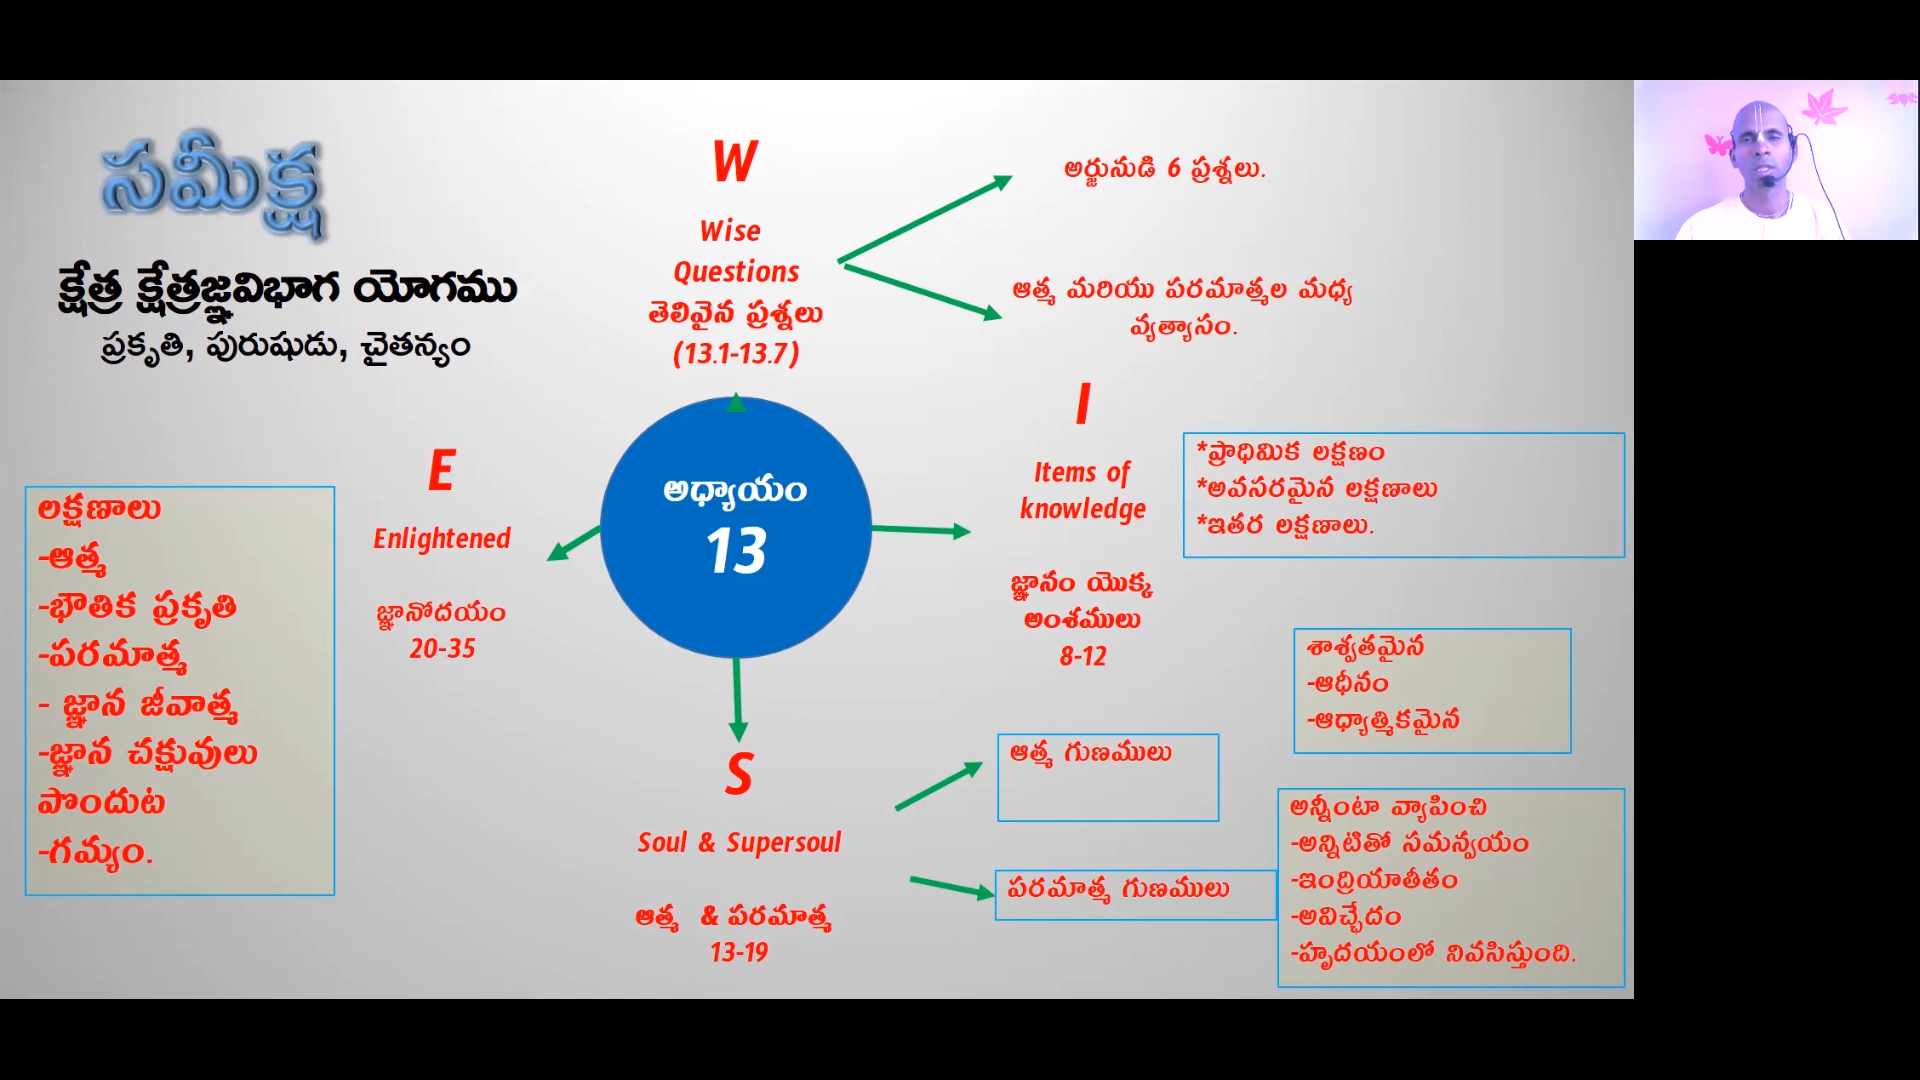 సమీక్ష
క్షేత్ర క్షేత్రజ్ఞవిభాగ యోగము
ప్రకృతి, పురుషుడు, చైతన్యం
W
Wise
Questions
తెలివైన ప్రశ్నలు
(13.1-13.7)
అర్జునుడి 6 ప్రశ్నలు.
ఆత్మ మరియు పరమాత్మల మధ్య
వ్యత్యాసం.
అధ్యాయం
13
I
Items of
knowledge
జ్ఞానం యొక్క
అంశములు
8-12
*ప్రాధిమిక లక్షణం
*అవసరమైన లక్షణాలు
*ఇతర లక్షణాలు.
E
Enlightened
జ్ఞానోదయం
20-35
లక్షణాలు
-ఆత్మ
-భౌతిక ప్రకృతి
-పరమాత్మ
- జ్ఞాన జీవాత్మ
-జ్ఞాన చక్షువులు
పొందుట
-గమ్యం.
S
Soul & Supersoul
ఆత్మ & పరమాత్మ
13-19
ఆత్మ గుణములు
శాశ్వతమైన
-ఆధీనం
-ఆధ్యాత్మికమైన
పరమాత్మ గుణములు
అన్నీంటా వ్యాపించి
-అన్నిటితో సమన్వయం
-ఇంద్రియాతీతం
-అవిచ్ఛేదం
-హృదయంలో నివసిస్తుంది.